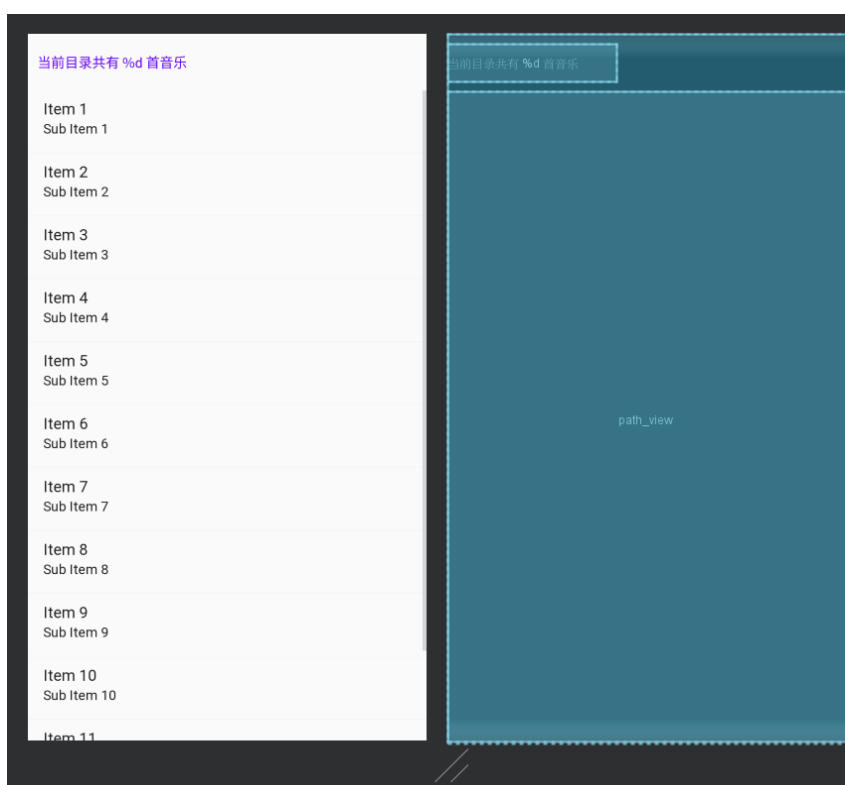 当前目录共有 %d 首音乐
Item 1
Sub Item 1
Item 2
Sub Item 2
Item 3
Sub Item 3
Item 4
Sub Item 4
Item 5
Sub Item 5
Item 6
Sub Item 6
Item 7
Sub Item 7
Item 8
Sub Item 8
Item 9
Sub Item 9
Item 10
Sub Item 10
Item 11
当前目录共有 %d 首音乐
path_view